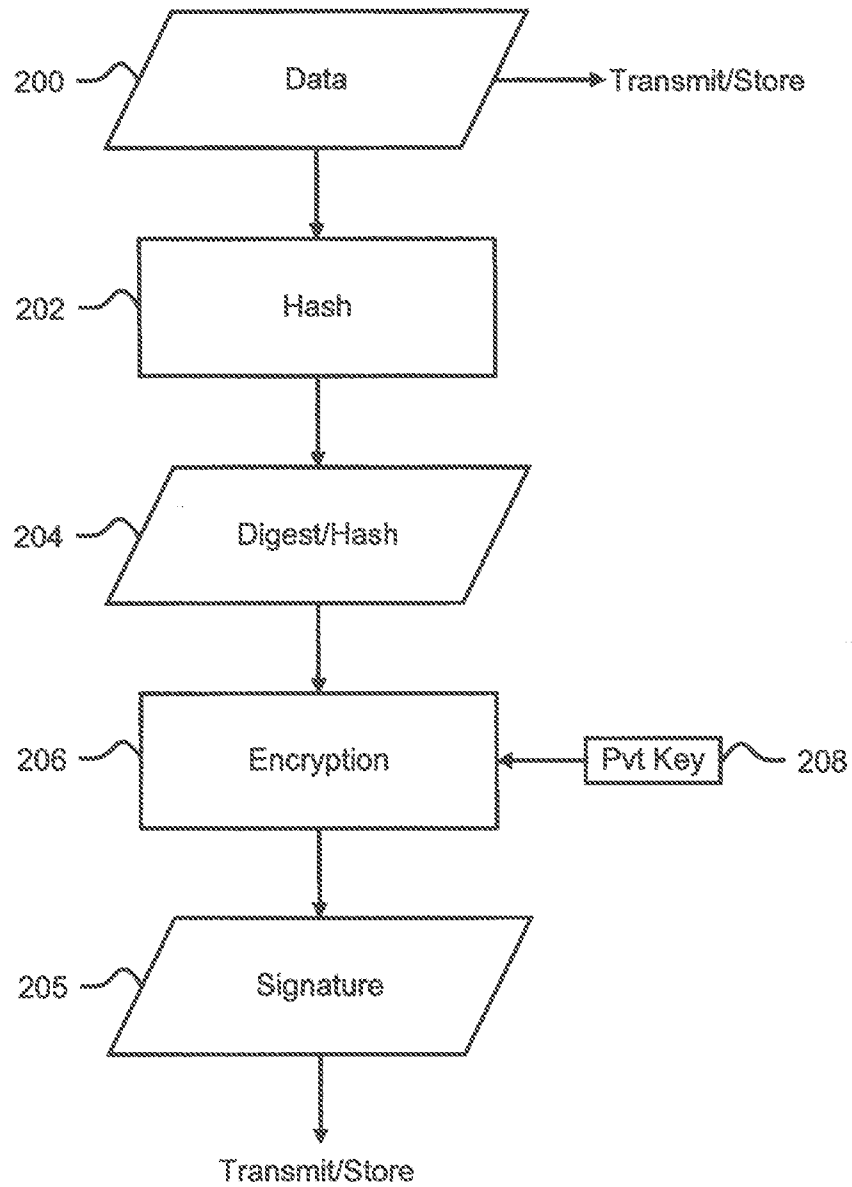 200
Data
Transmit/Store
202
Hash
204
Digest/Hash
206
Encryption
Pvt Key
208
205
Signature
Transmit/Store